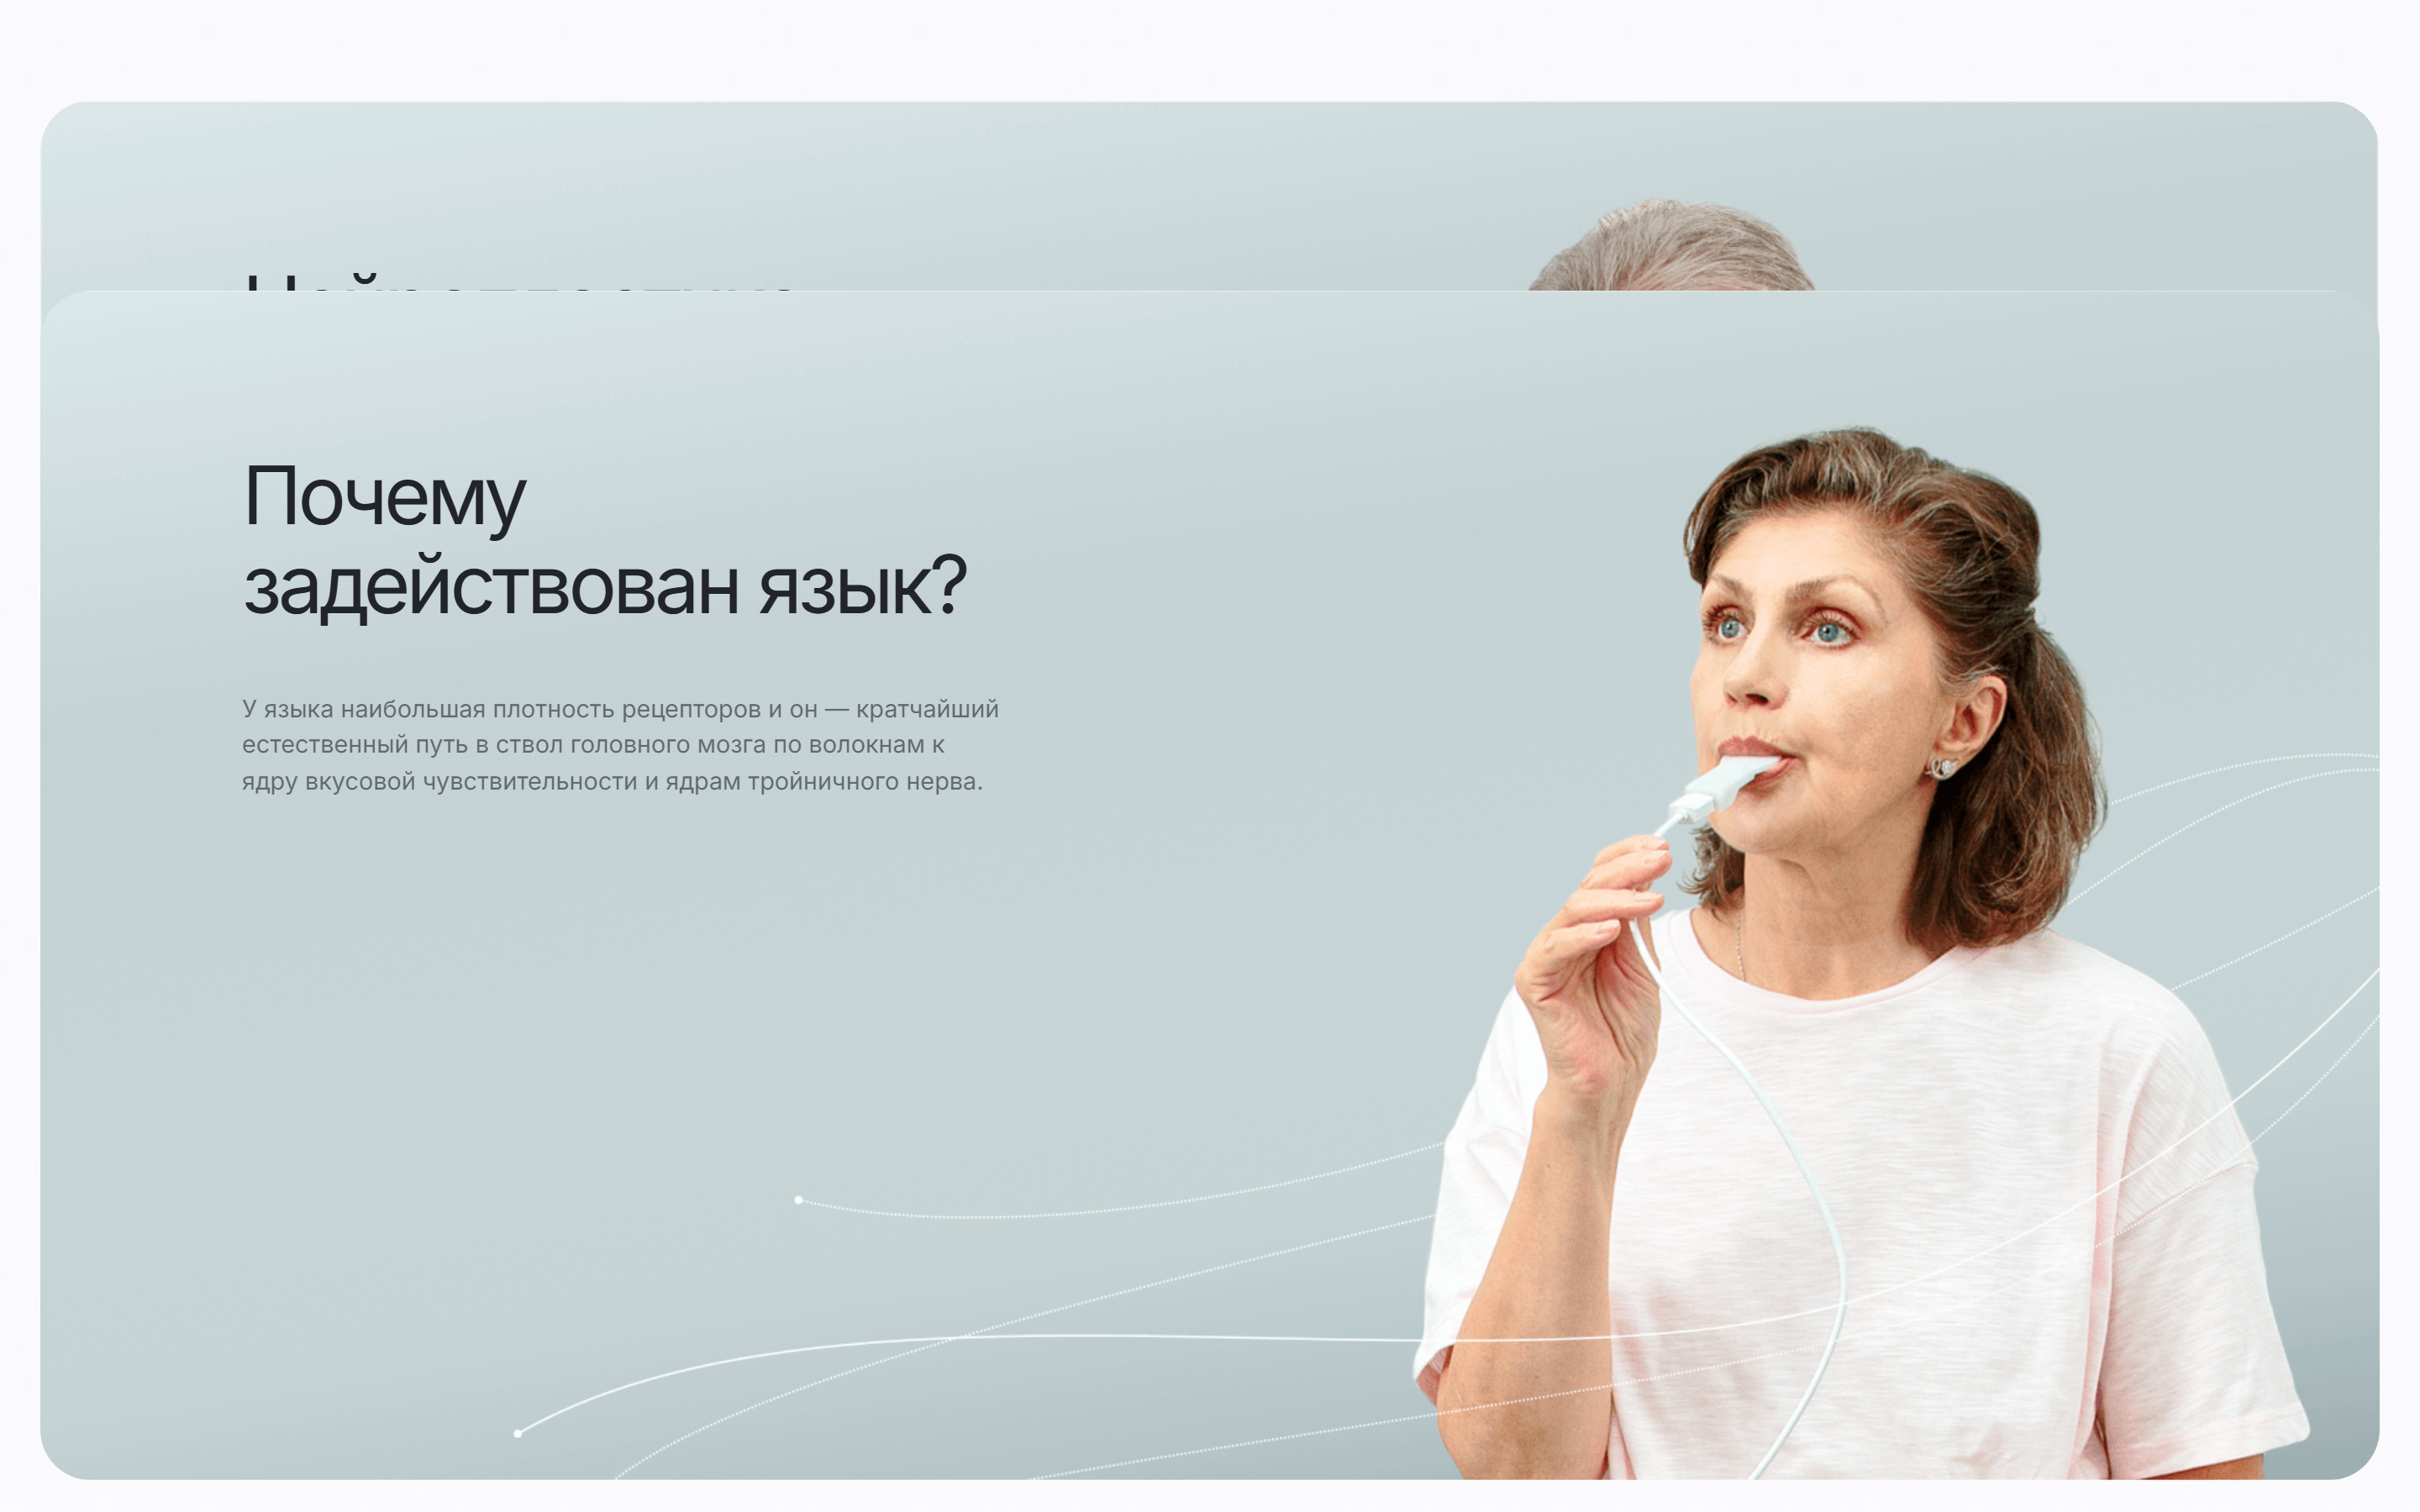 Почему
задействован язык?
У языка наибольшая плотность рецепторов и он — кратчайший
естественный путь в ствол головного мозга по волокнам к
ядру вкусовой чувствительности и ядрам тройничного нерва.